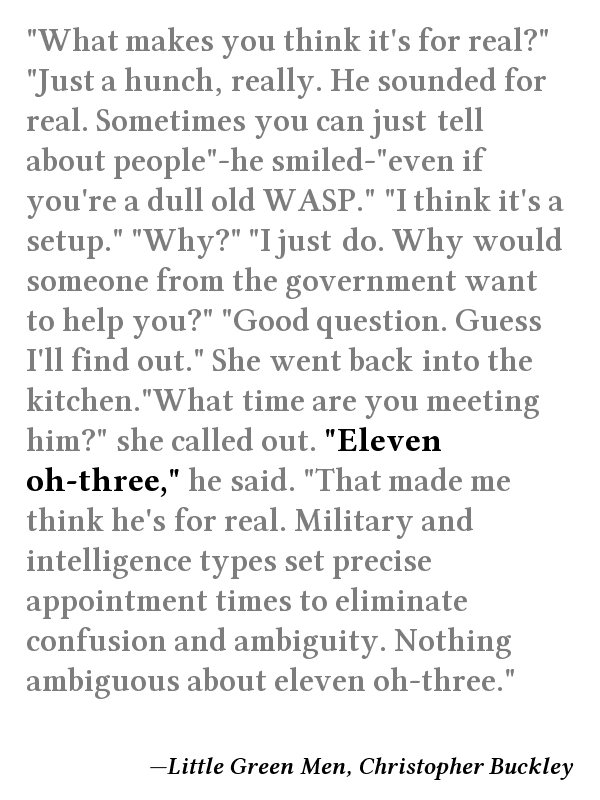 "What makes you think it's for real?"
"Just a hunch, really. He sounded for
real. Sometimes you can just tell
about people"-he smiled-"even if
you're a dull old WASP." "I think it's a
setup." "Why?" "I just do. Why would
someone from the government want
to help you?" "Good question. Guess
I'll find out." She went back into the
kitchen."What time are you meeting
him?" she called out. "Eleven
oh-three," he said. "That made me
think he's for real. Military and
intelligence types set precise
appointment times to eliminate
confusion and ambiguity. Nothing
ambiguous about eleven oh-three."
—Little Green Men, Christopher Buckley